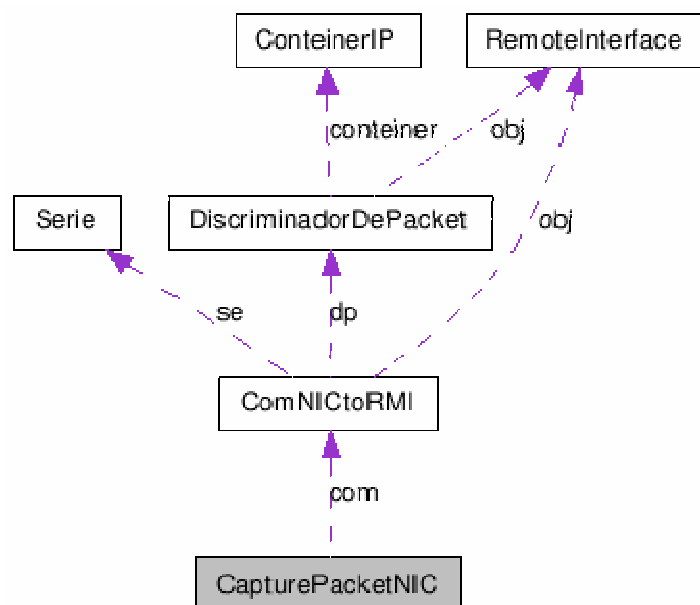 ConteinerIP
RemoteInterface
conteiner
obj
Serie
DiscriminadorDePacket
obj
se
dp
ComNICtoRMI
com
CapturePacketNIC